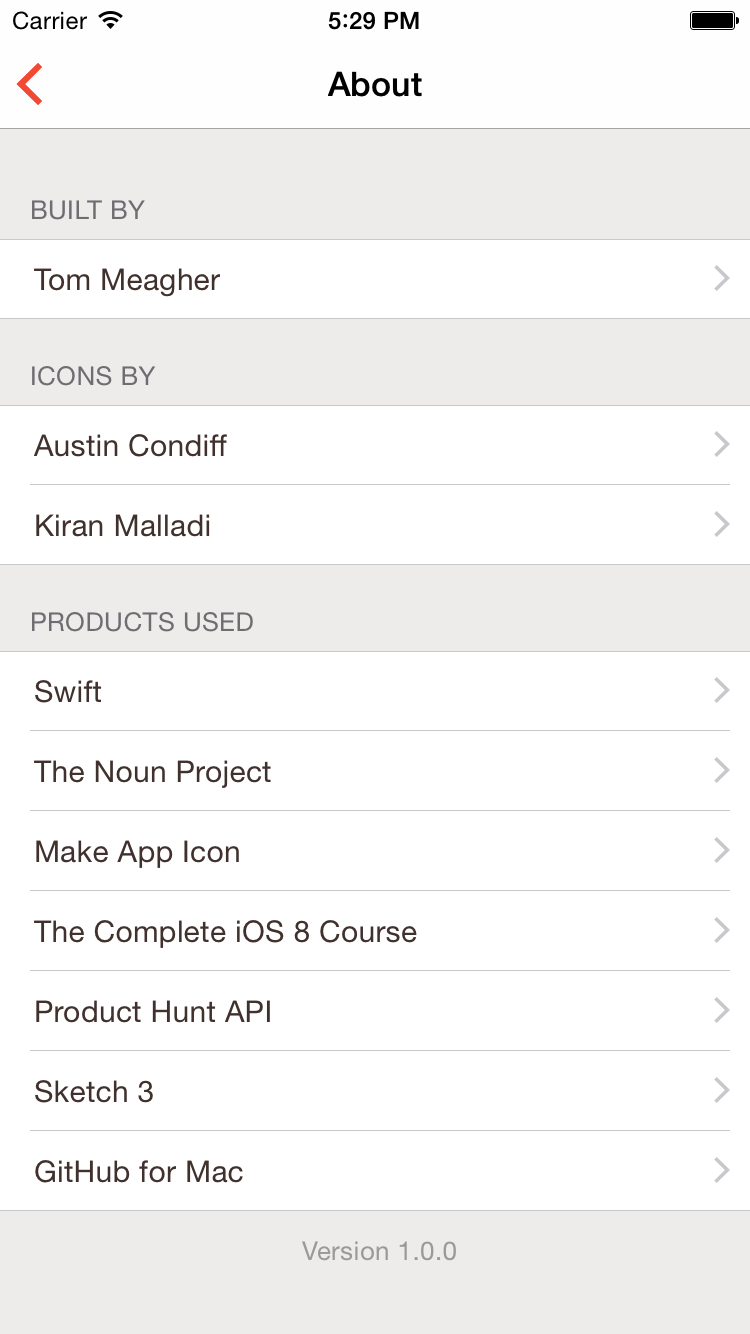 Carrier 5:29 PM
About
BUILT BY
Tom Meagher
ICONS BY
Austin Condiff
Kiran Malladi
PRODUCTS USED
Swift
The Noun Project
Make App Icon
The Complete iOS 8 Course
Product Hunt API
Sketch 3
GitHub for Mac
Version 1.0.0